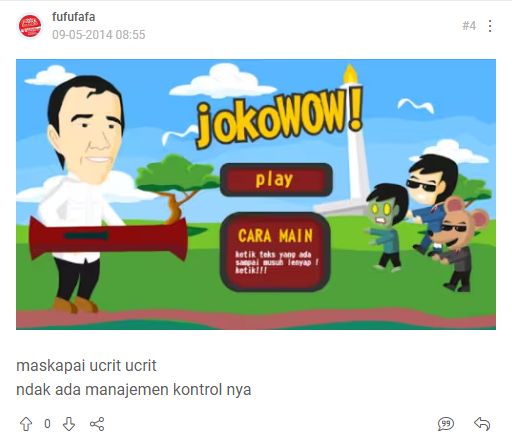 fufufafa
09-05-2014 08:55
#4
jokoWOW!
play
CARA MAIN
ketik teks yang ada
sampai musuh lenyap !
ketik!!!
maskapai ucrit ucrit
ndak ada manajemen kontrol nya
0